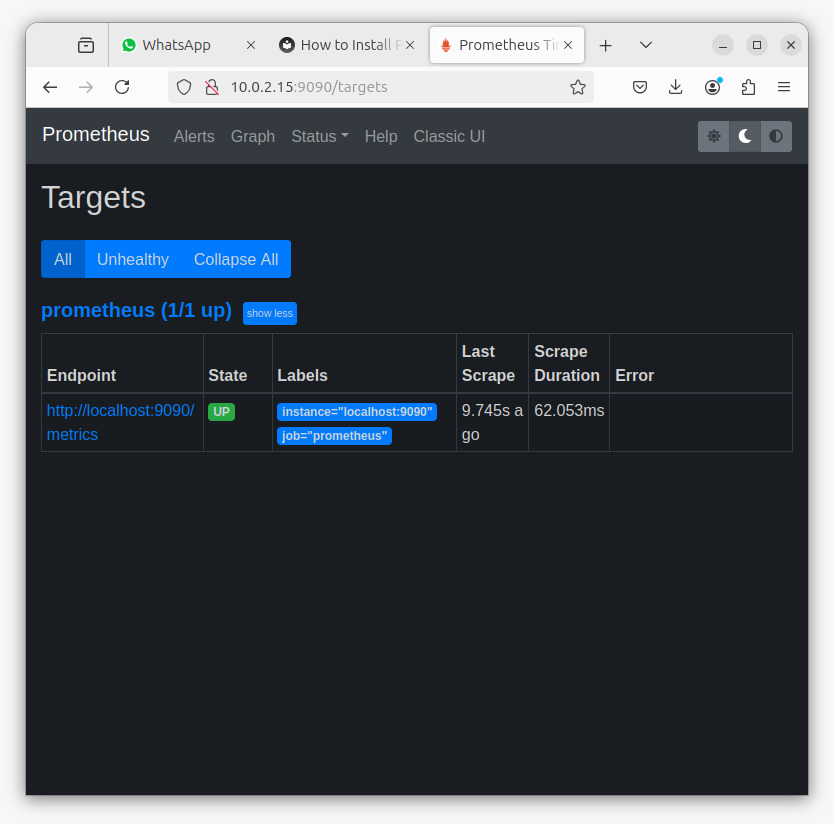 WhatsApp
How to Install P
Prometheus Ti
10.0.2.15:9090/targets
Prometheus Alerts Graph Status Help Classic UI
Targets
All Unhealthy Collapse All
prometheus (1/1 up) show less
Endpoint State Labels Last Scrape Scrape Duration Error
http://localhost:9090/metrics UP instance="localhost:9090" job="prometheus" 9.745s ago 62.053ms